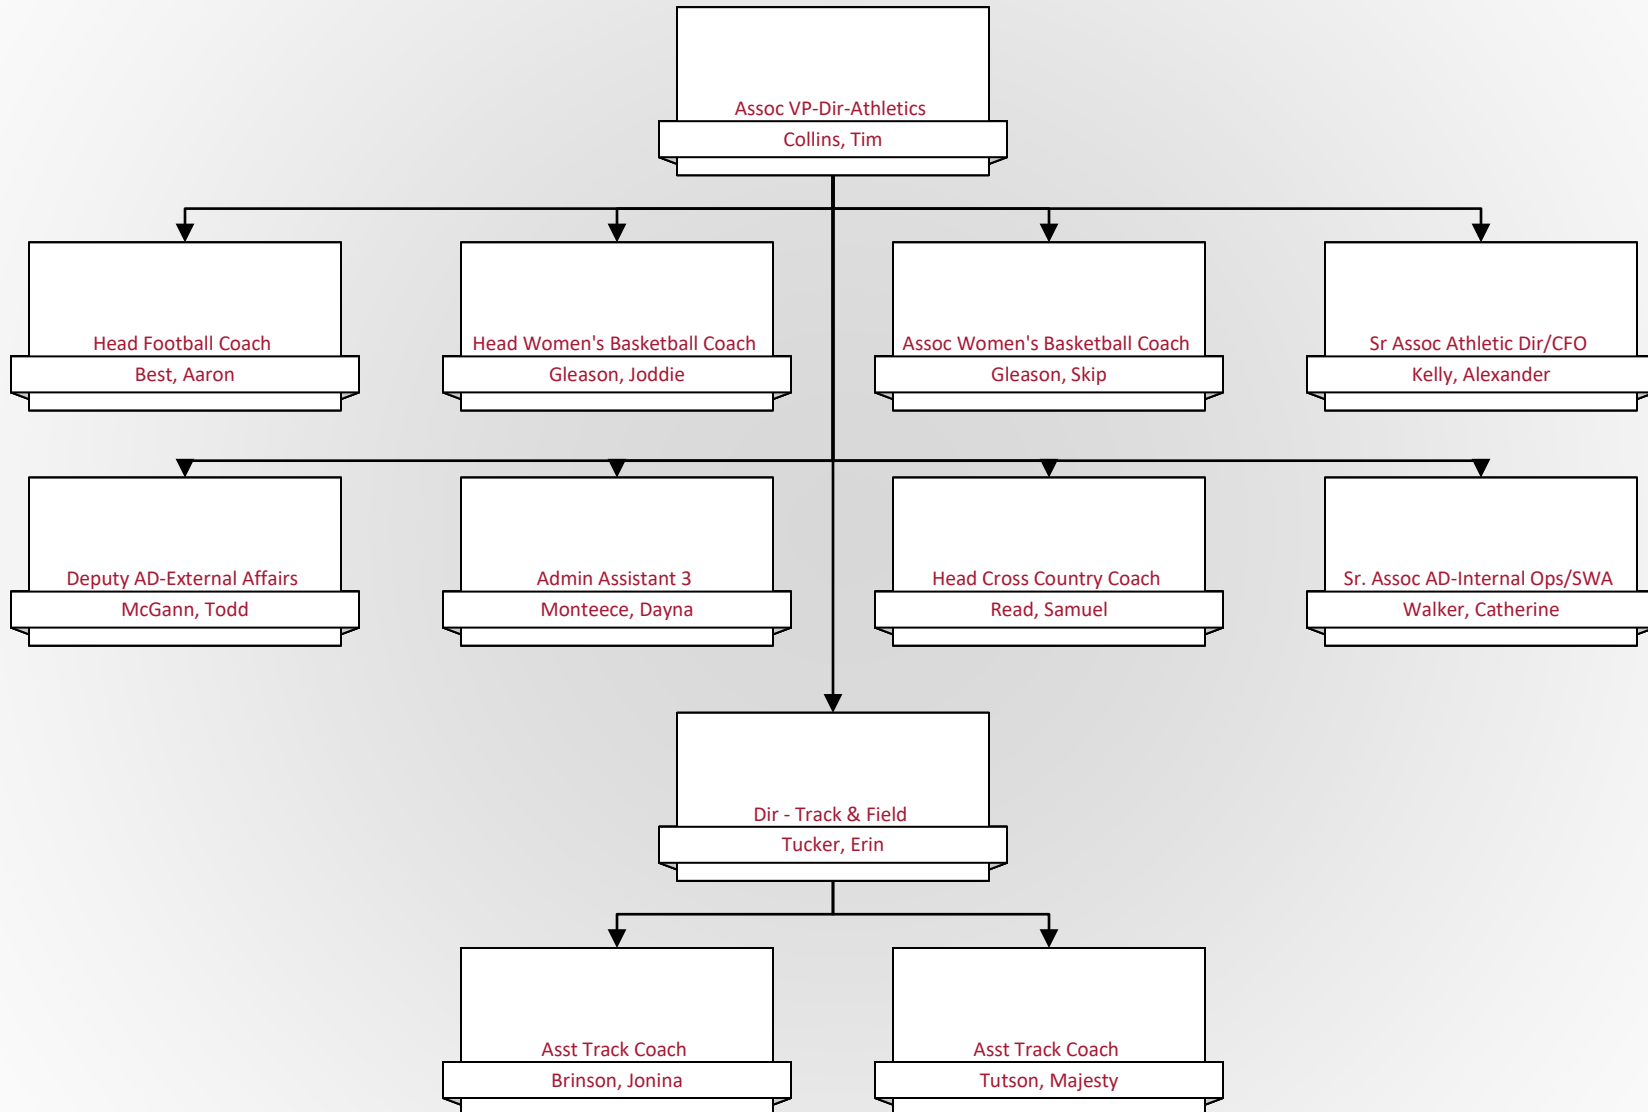 Assoc VP-Dir-Athletics
Collins, Tim
Head Football Coach
Best, Aaron
Head Women's Basketball Coach
Gleason, Joddie
Assoc Women's Basketball Coach
Gleason, Skip
Sr Assoc Athletic Dir/CFO
Kelly, Alexander
Deputy AD-External Affairs
McGann, Todd
Admin Assistant 3
Monteece, Dayna
Head Cross Country Coach
Read, Samuel
Sr. Assoc AD-Internal Ops/SWA
Walker, Catherine
Dir - Track & Field
Tucker, Erin
Asst Track Coach
Brinson, Jonina
Asst Track Coach
Tutson, Majesty